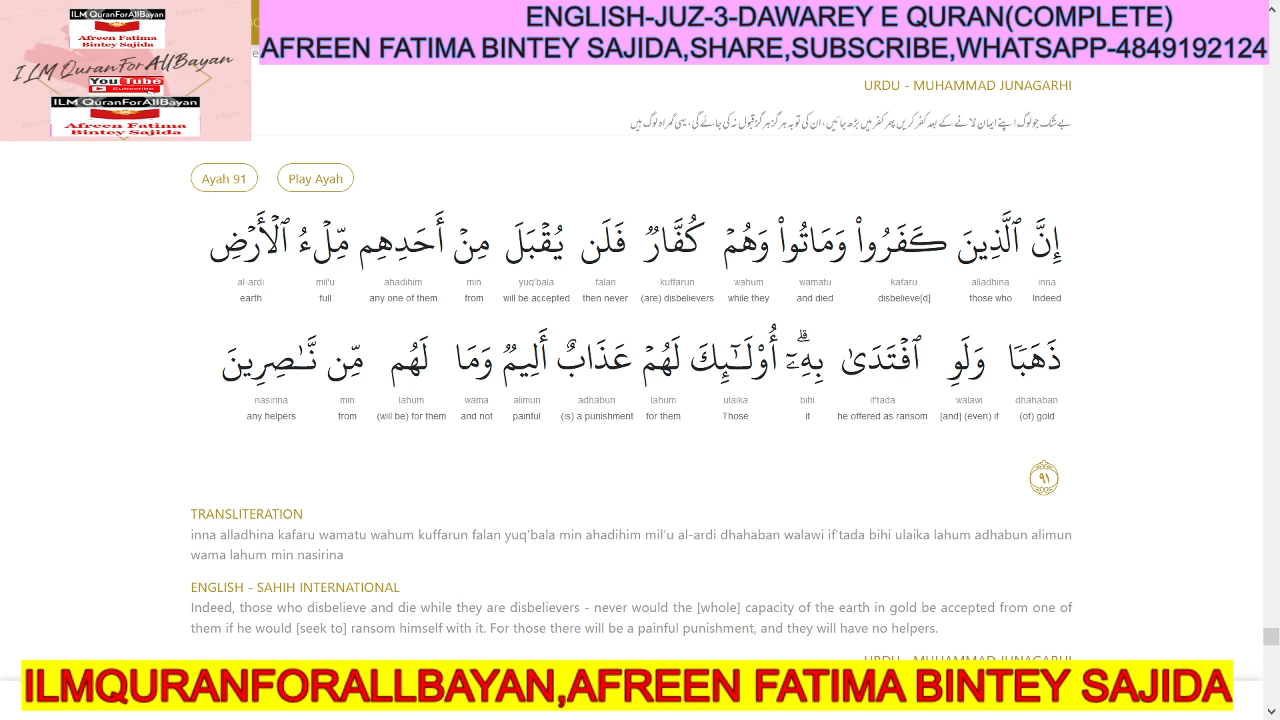 ENGLISH-JUZ-3-DAWAREY E QURAN(COMPLETE)
AFREEN FATIMA BINTEY SAJIDA,SHARE,SUBSCRIBE,WHATSAPP-4849192124
ILM QuranForAllBayan
Afreen Fatima
Bintey Sajida
ILM QuranForAllBayan
YouTube
Subscribe
ILM QuranForAllBayan
Afreen Fatima
Bintey Sajida
URDU - MUHAMMAD JUNAGARHI
بے شک جو لوگ اپنے ایمان ﻻنے کے بعد کفر کریں پھر کفر میں بڑھ جائیں، ان کی توبہ ہرگز ہرگز قبول نہ کی جائے گی، یہی گمراه لوگ ہیں
Ayah 91
Play Ayah
إِنَّ ٱلَّذِينَ كَفَرُوا۟ وَمَاتُوا۟ وَهُمْ كُفَّارٌۭ فَلَن يُقْبَلَ مِنْ أَحَدِهِم مِّلْءُ ٱلْأَرْضِ
al-ardi mil'u ahadihim min yuq'bala falan kuffarun wahum wamatu kafaru alladhina inna
earth full any one of them from will be accepted then never (are) disbelievers while they and died disbelieve[d] those who Indeed
ذَهَبًۭا وَلَوِ ٱفْتَدَىٰ بِهِۦٓ ۗ أُو۟لَـٰٓئِكَ لَهُمْ عَذَابٌ أَلِيمٌۭ وَمَا لَهُم مِّن نَّـٰصِرِينَ
nasirina min lahum wama alimun adhabun lahum ulaika bihi if'tada walawi dhahaban
any helpers from (will be) for them and not painful (is) a punishment for them Those it he offered as ransom [and] (even) if (of) gold
٩١
TRANSLITERATION
inna alladhina kafaru wamatu wahum kuffarun falan yuq'bala min ahadihim mil'u al-ardi dhahaban walawi if'tada bihi ulaika lahum adhabun alimun
wama lahum min nasirina
ENGLISH - SAHIH INTERNATIONAL
Indeed, those who disbelieve and die while they are disbelievers - never would the [whole] capacity of the earth in gold be accepted from one of
them if he would [seek to] ransom himself with it. For those there will be a painful punishment, and they will have no helpers.
URDU - MUHAMMAD JUNAGARHI
ILMQURANFORALLBAYAN,AFREEN FATIMA BINTEY SAJIDA